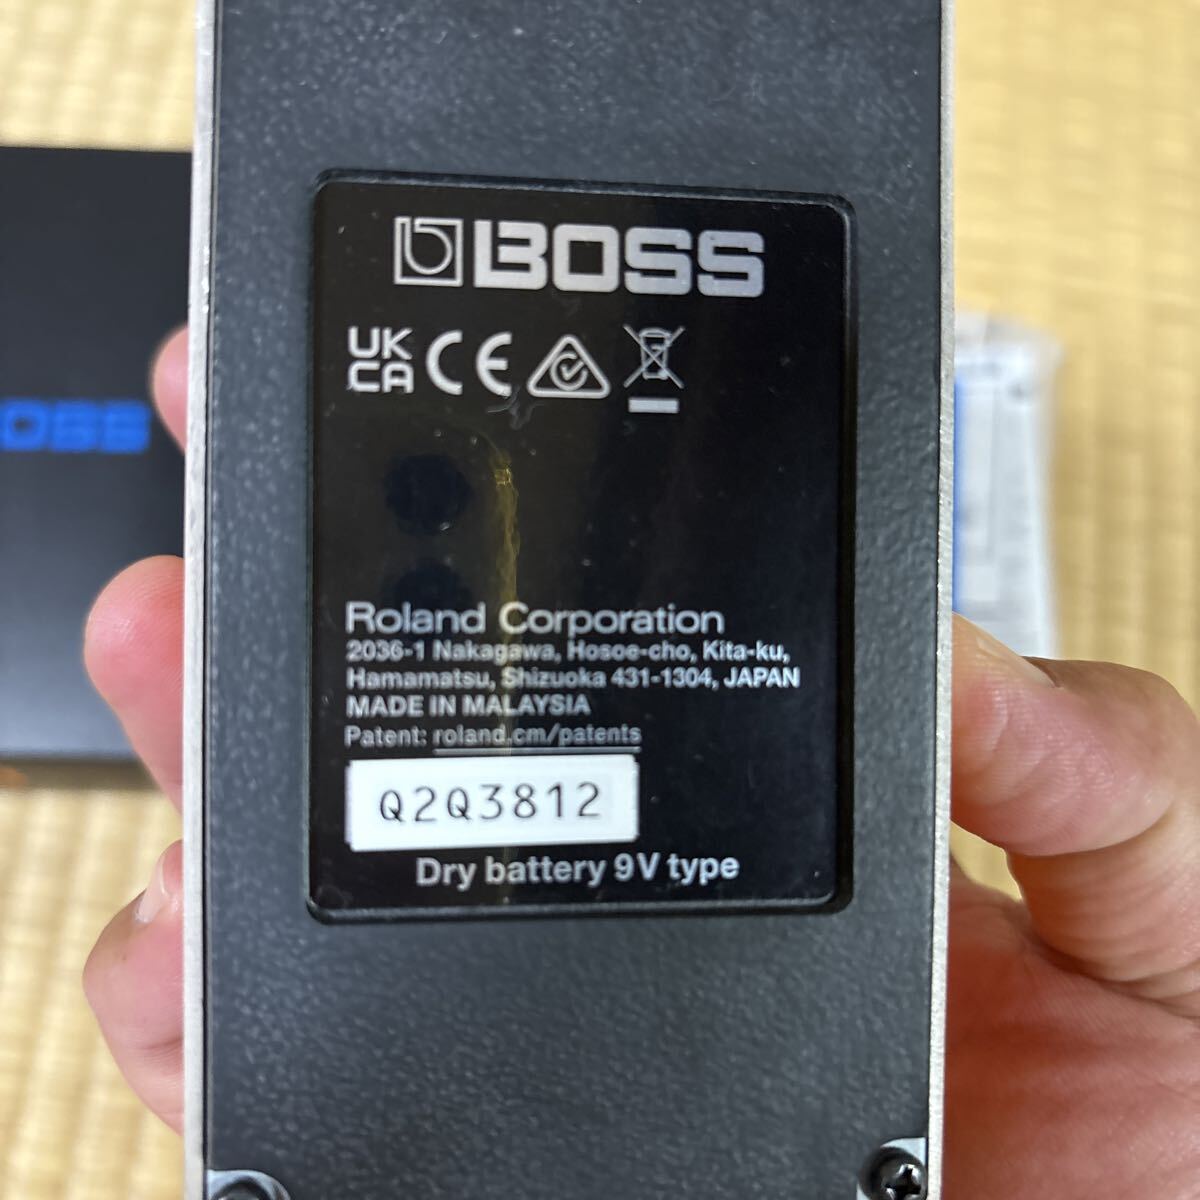 BOSS
UK
CA CE
Roland Corporation
2036-1 Nakagawa, Hosoe-cho, Kita-ku,
Hamamatsu, Shizuoka 431-1304, JAPAN
MADE IN MALAYSIA
Patent: roland.cm/patents
Q2Q3812
Dry battery 9V type
BOSS